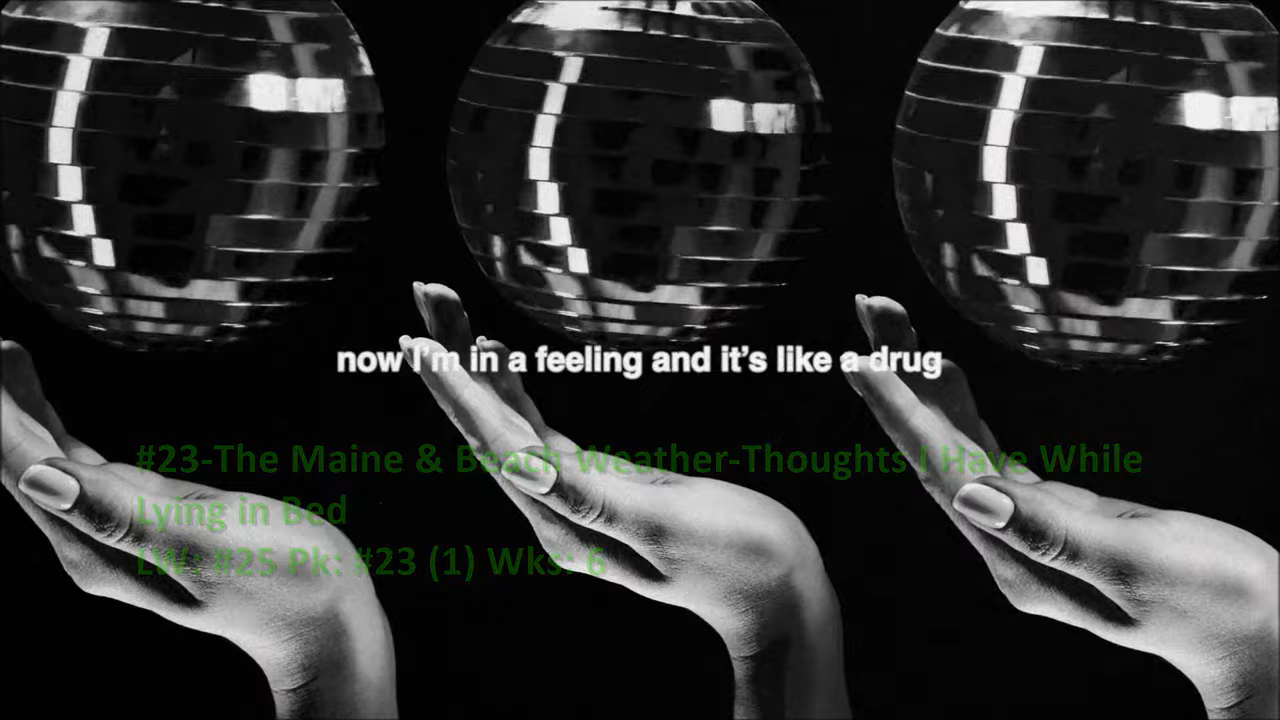 now I'm in a feeling and it's like a drug
#23-The Maine & Beach Weather-Thoughts I Have While
Lying in Bed
LW: #25 Pk: #23 (1) Wks: 6